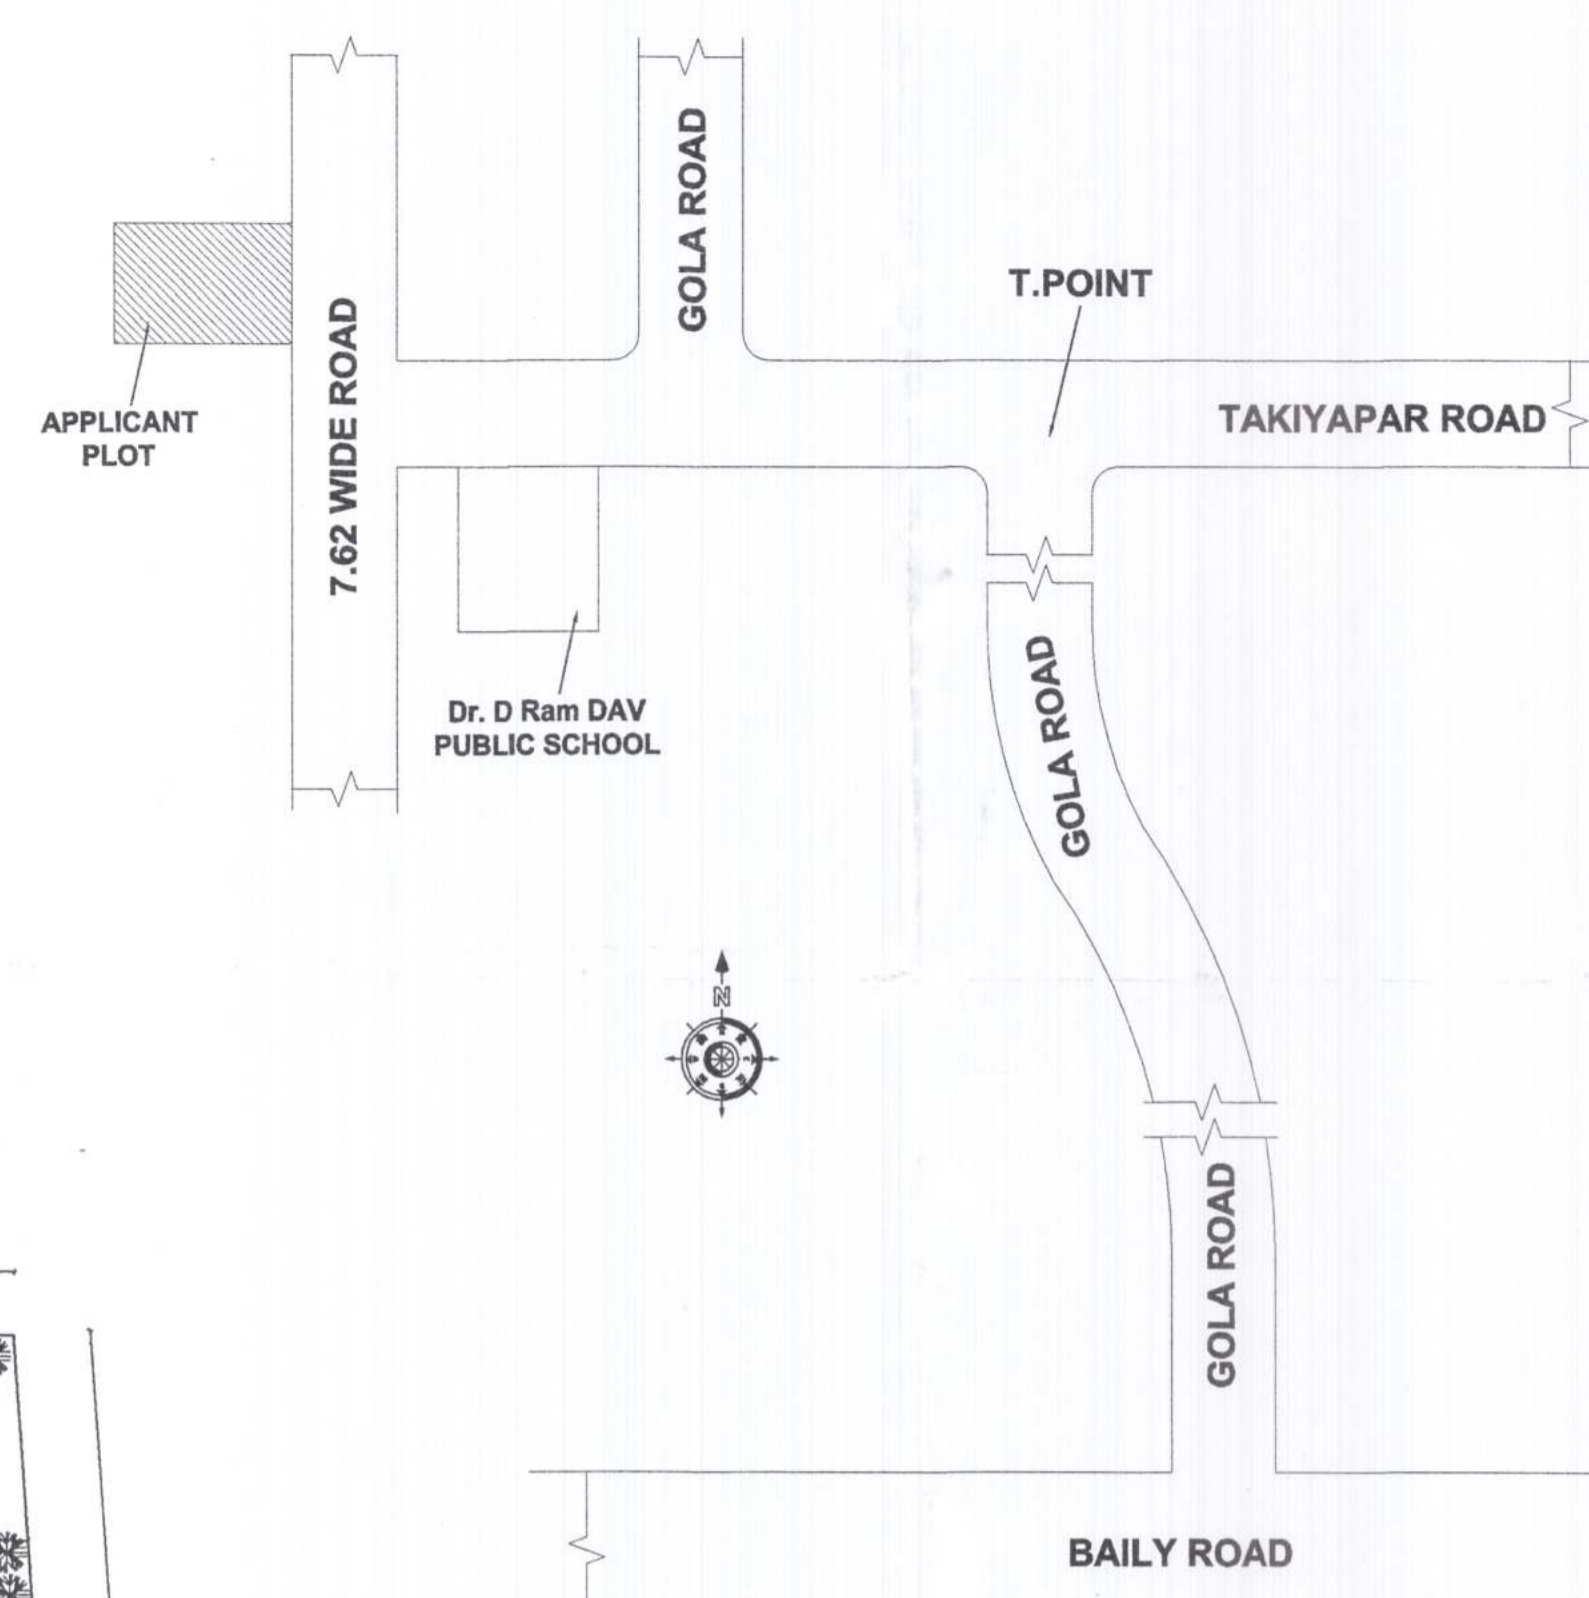 GOLA ROAD
T.POINT
7.62 WIDE ROAD
APPLICANT
PLOT
TAKIYAPAR ROAD
GOLA ROAD
Dr. D Ram DAV
PUBLIC SCHOOL
N
GOLA ROAD
BAILY ROAD